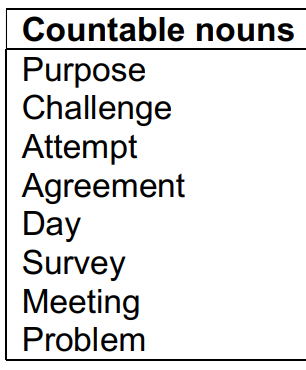 Countable nouns
Purpose
Challenge
Attempt
Agreement
Day
Survey
Meeting
Problem